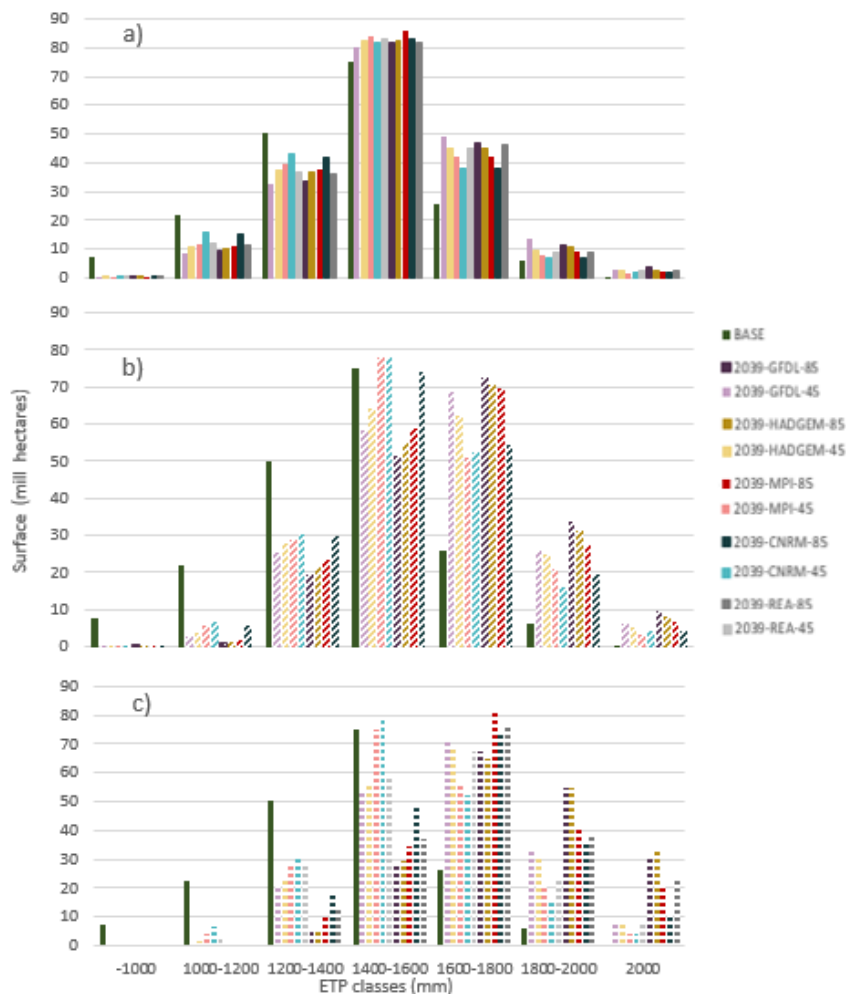 a)
90
80
70
60
50
40
30
20
10
0
b)
90
80
70
60
50
40
30
20
10
0
c)
90
80
70
60
50
40
30
20
10
0
Surface (mill hectares)
-1000 1000-1200 1200-1400 1400-1600 1600-1800 1800-2000 2000
ETP classes (mm)
BASE
2039-GFDL-85
2039-GFDL-45
2039-HADGEM-85
2039-HADGEM-45
2039-MPI-85
2039-MPI-45
2039-CNRM-85
2039-CNRM-45
2039-REA-85
2039-REA-45